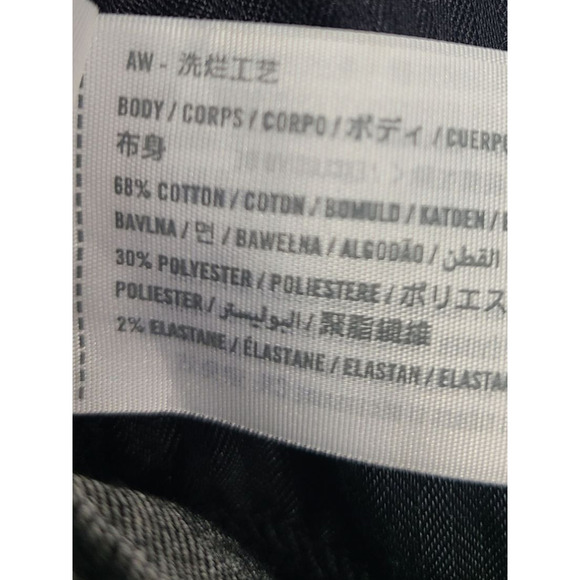 AW - 洗烂工艺
BODY / CORPS / CORPO / ボディ / CUERP
布身
68% COTTON / COTON / BOMULD / KATOEN /
BAVLNA / 면 / BAWEŁNA / ALGODÃO / القطن /
30% POLYESTER / POLIESTERE / ポリエス
POLIESTER / البوليستر / 聚脂纖維
2% ELASTANE / ÉLASTANE / ELASTAN / ELASTA